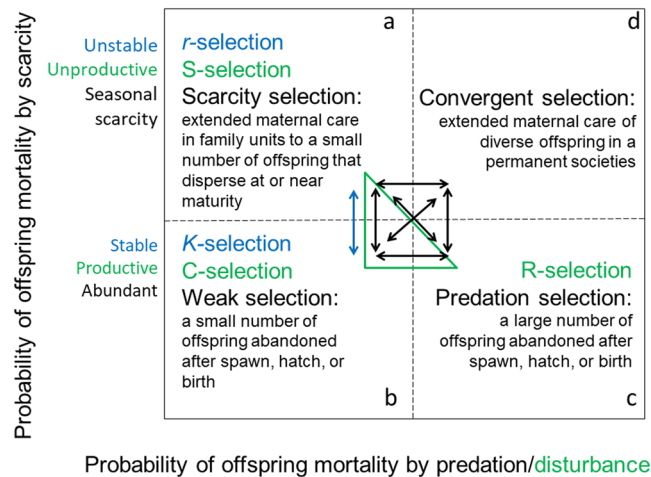 Probability of offspring mortality by scarcity
Unstable
Unproductive
Seasonal
scarcity
a
r-selection
S-selection
Scarcity selection:
extended maternal care
in family units to a small
number of offspring that
disperse at or near
maturity
d
Convergent selection:
extended maternal care of
diverse offspring in a
permanent societies
Stable
Productive
Abundant
K-selection
C-selection
Weak selection:
a small number of
offspring abandoned
after spawn, hatch, or
birth
b
R-selection
Predation selection:
a large number of
offspring abandoned after
spawn, hatch, or birth
c
Probability of offspring mortality by predation/disturbance